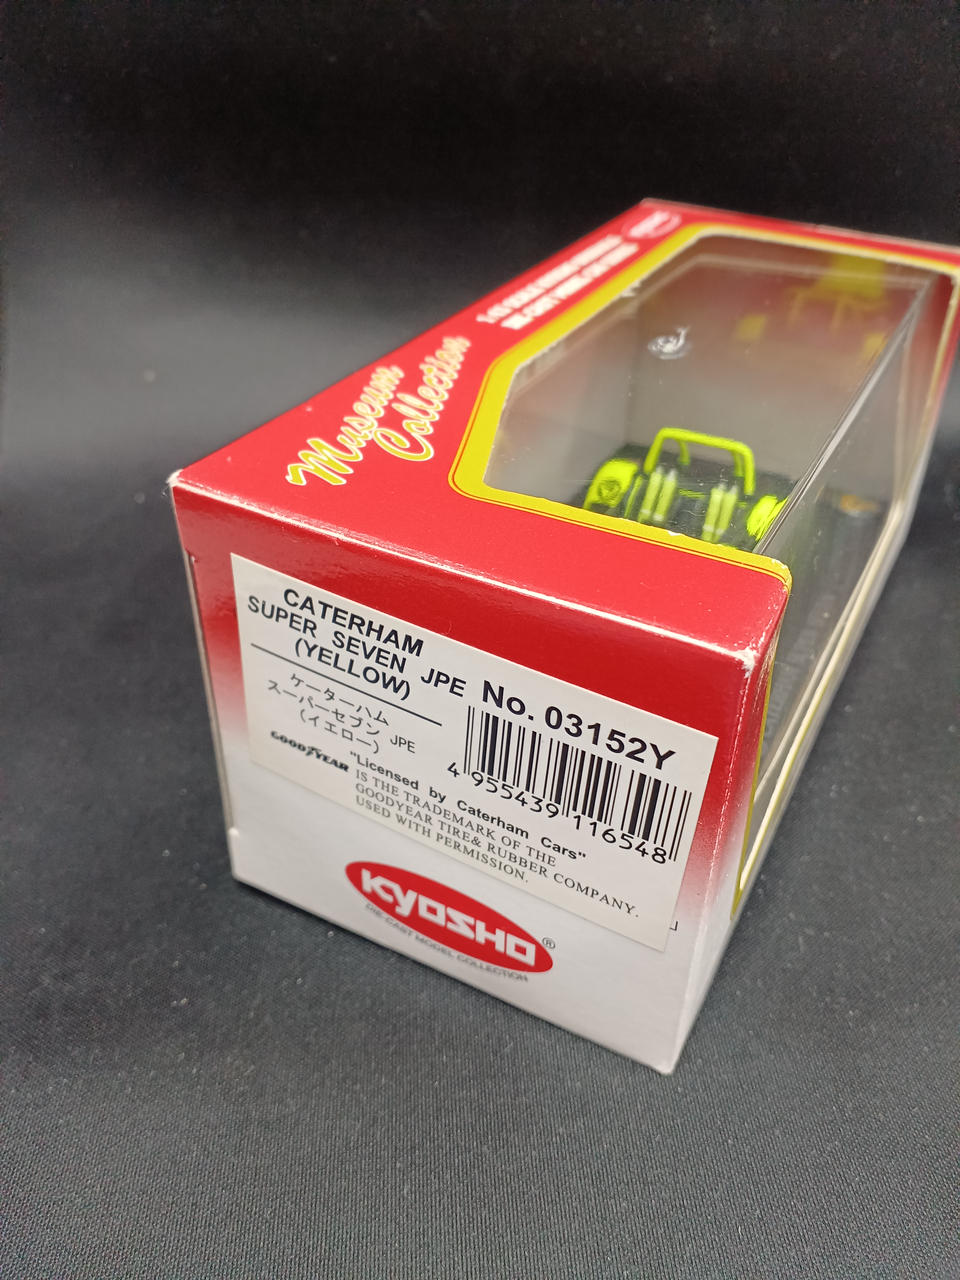 Museum
Collection
CATERHAM
SUPER SEVEN JPE
(YELLOW)
ケーターハム
スーパーセブン JPE
(イエロー)
No. 03152Y
4 955439 116548
GOODYEAR
"Licensed by Caterham Cars"
IS THE TRADEMARK OF THE
GOODYEAR TIRE& RUBBER COMPANY.
USED WITH PERMISSION.
KYOSHO®
DIE-CAST MODEL COLLECTION